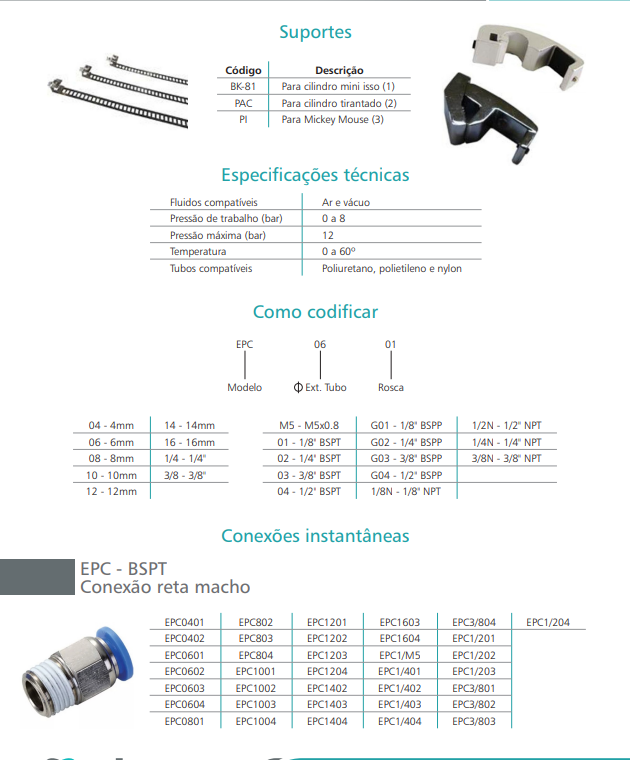 Suportes
Código Descrição
BK-81 Para cilindro mini isso (1)
PAC Para cilindro tirantado (2)
PI Para Mickey Mouse (3)
Especificações técnicas
Fluidos compatíveis Ar e vácuo
Pressão de trabalho (bar) 0 a 8
Pressão máxima (bar) 12
Temperatura 0 a 60º
Tubos compatíveis Poliuretano, polietileno e nylon
Como codificar
EPC 06 01
Modelo Ф Ext. Tubo Rosca
04 - 4mm 14 - 14mm M5 - M5x0.8 G01 - 1/8" BSPP 1/2N - 1/2" NPT
06 - 6mm 16 - 16mm 01 - 1/8" BSPT G02 - 1/4" BSPP 1/4N - 1/4" NPT
08 - 8mm 1/4 - 1/4" 02 - 1/4" BSPT G03 - 3/8" BSPP 3/8N - 3/8" NPT
10 - 10mm 3/8 - 3/8" 03 - 3/8" BSPT G04 - 1/2" BSPP
12 - 12mm 04 - 1/2" BSPT 1/8N - 1/8" NPT
Conexões instantâneas
EPC - BSPT
Conexão reta macho
EPC0401 EPC802 EPC1201 EPC1603 EPC3/804 EPC1/204
EPC0402 EPC803 EPC1202 EPC1604 EPC1/201
EPC0601 EPC804 EPC1203 EPC1/M5 EPC1/202
EPC0602 EPC1001 EPC1204 EPC1/401 EPC1/203
EPC0603 EPC1002 EPC1402 EPC1/402 EPC3/801
EPC0604 EPC1003 EPC1403 EPC1/403 EPC3/802
EPC0801 EPC1004 EPC1404 EPC1/404 EPC3/803